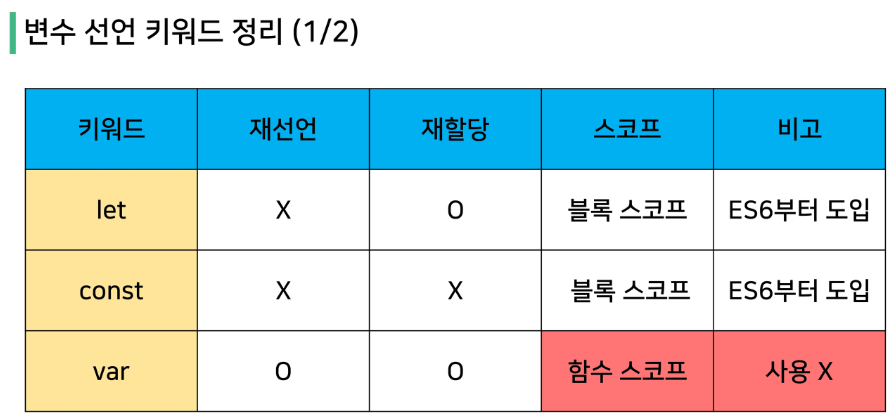 변수 선언 키워드 정리 (1/2)
키워드 재선언 재할당 스코프 비고
let X O 블록 스코프 ES6부터 도입
const X X 블록 스코프 ES6부터 도입
var O O 함수 스코프 사용 X